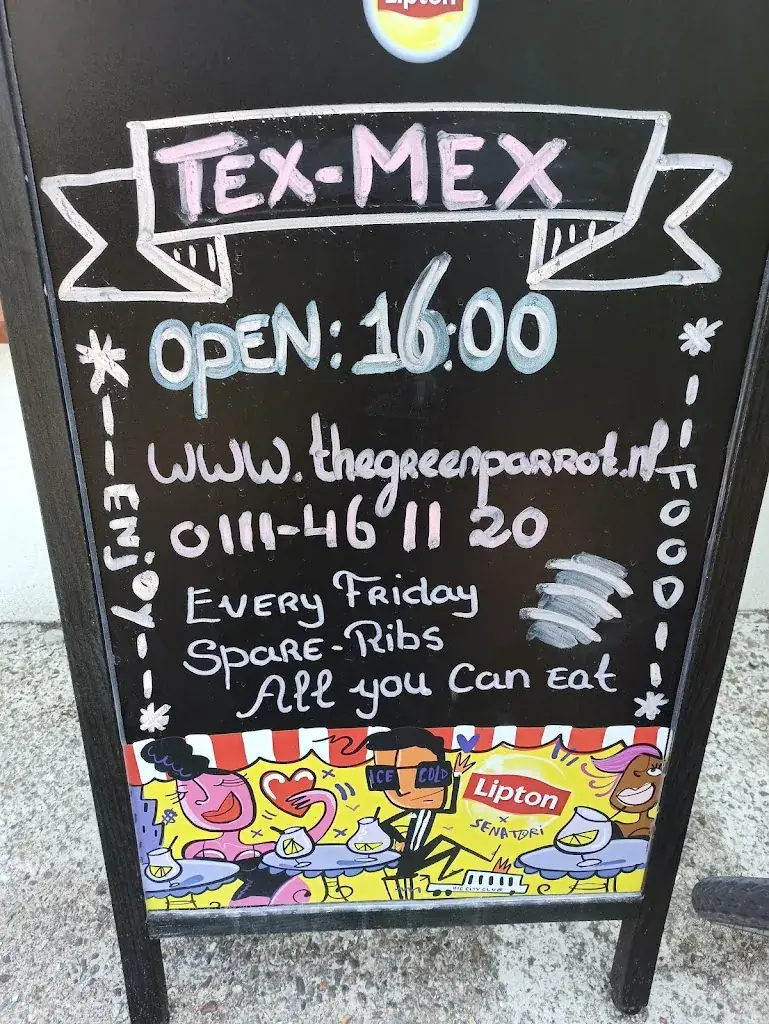 Lipton
TEX-MEX
OPEN: 16:00
www.thegreenparrot.nl
0111-46 11 20
EVERY FRiday
SpaRE-Ribs
All you Can Eat
ENjoy
FOOD
ICE COLD
Lipton
x
SENATORi